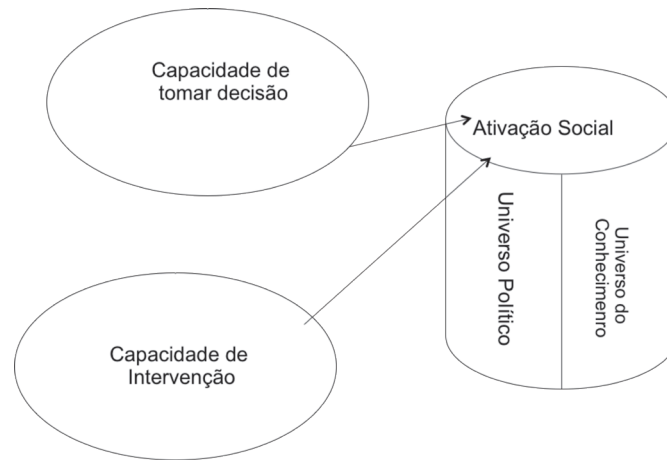 Capacidade de
tomar decisão
Ativação Social
Universo Político
Universo do
Conhecimenro
Capacidade de
Intervenção